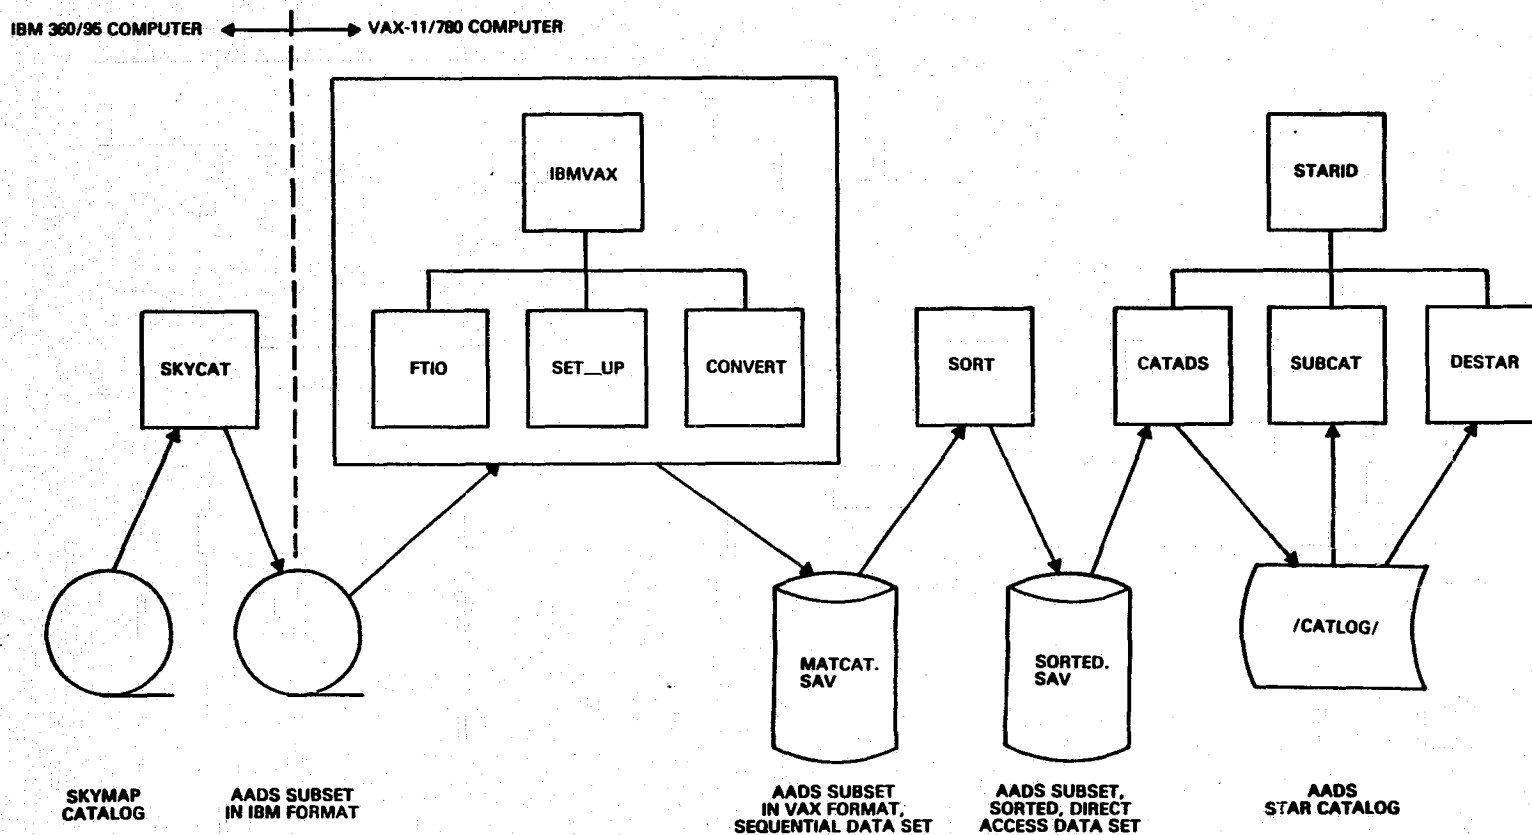 IBM 360/95 COMPUTER
VAX-11/780 COMPUTER
IBMVAX
STARID
SKYCAT
FTIO
SET__UP
CONVERT
SORT
CATADS
SUBCAT
DESTAR
MATCAT.
SAV
SORTED.
SAV
/CATLOG/
SKYMAP
CATALOG
AADS SUBSET
IN IBM FORMAT
AADS SUBSET
IN VAX FORMAT,
SEQUENTIAL DATA SET
AADS SUBSET,
SORTED, DIRECT
ACCESS DATA SET
AADS
STAR CATALOG